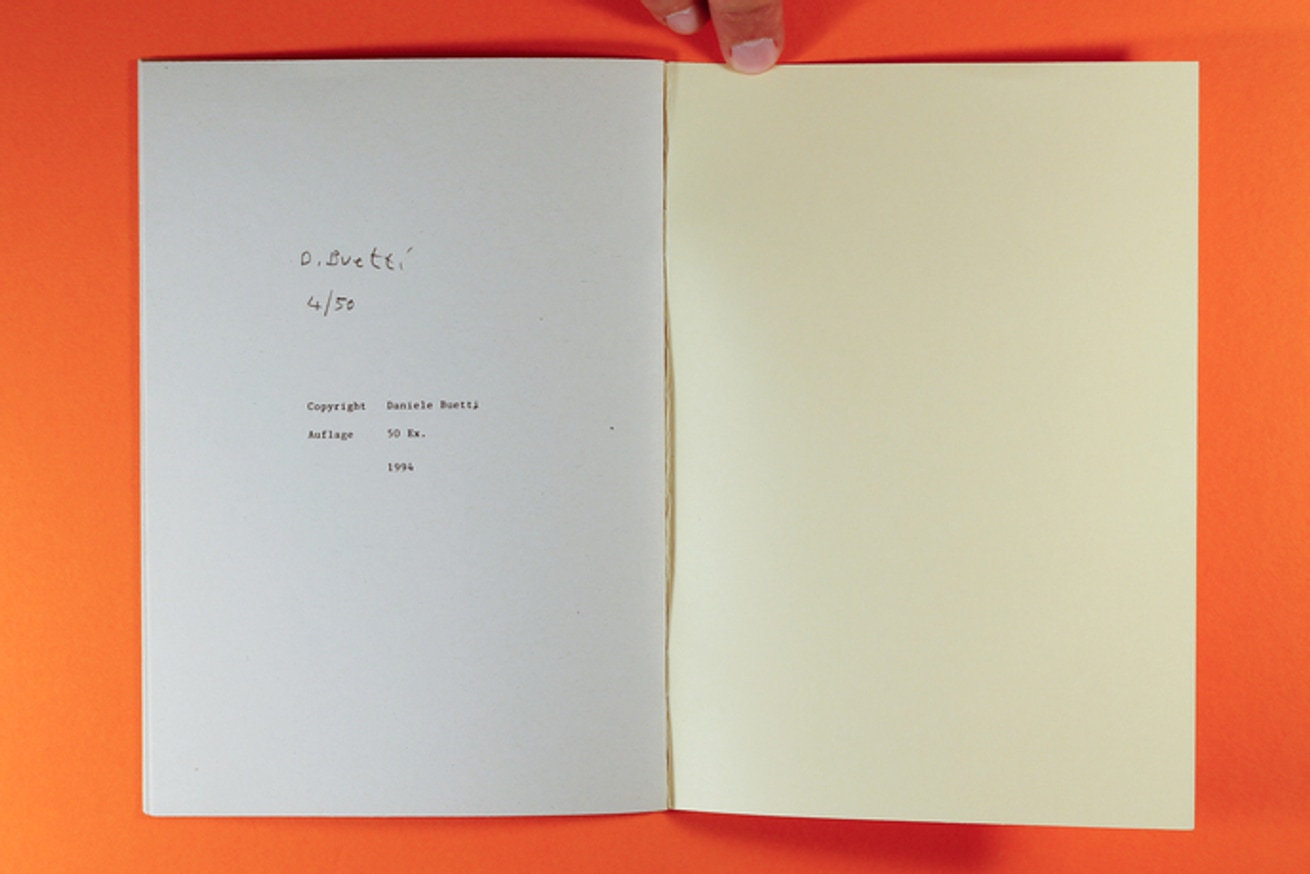 D. Buetti
4/50
Copyright Daniele Buetti
Auflage 50 Ex.
1994